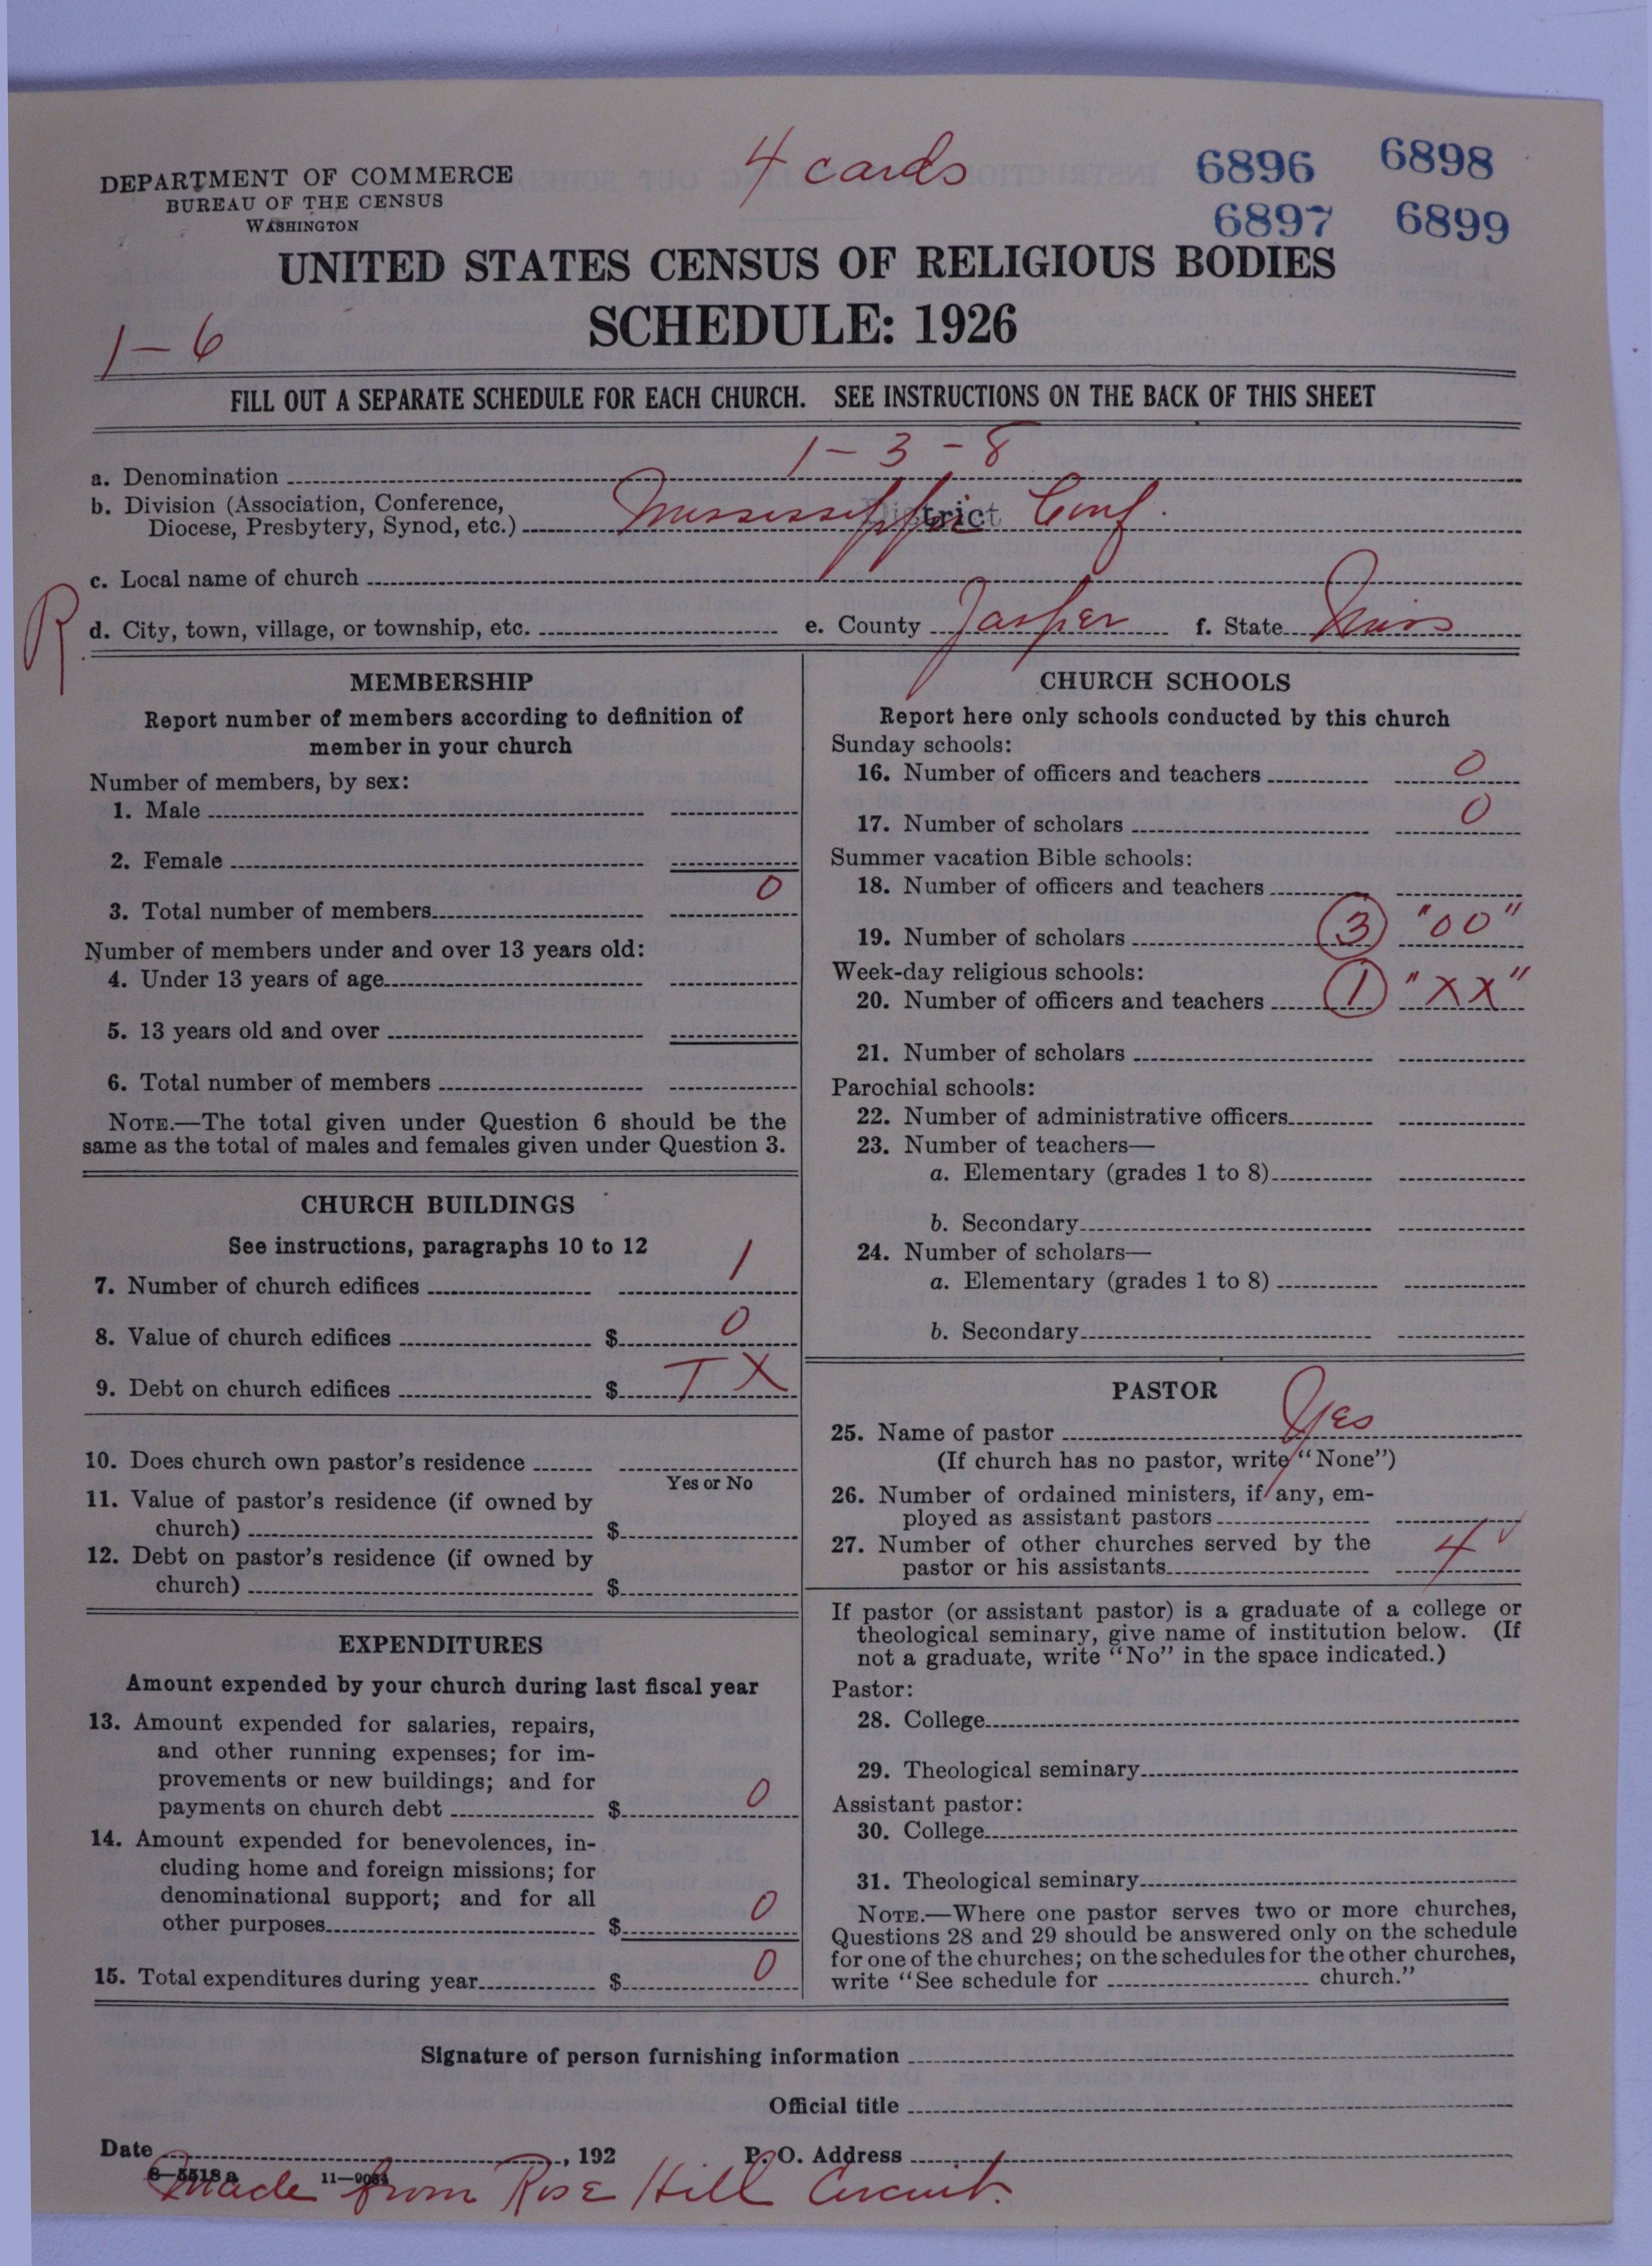 4 cards
6896 6898
6897 6899
DEPARTMENT OF COMMERCE
BUREAU OF THE CENSUS
WASHINGTON
UNITED STATES CENSUS OF RELIGIOUS BODIES
SCHEDULE: 1926
1-6
FILL OUT A SEPARATE SCHEDULE FOR EACH CHURCH. SEE INSTRUCTIONS ON THE BACK OF THIS SHEET
a. Denomination 1-3-8
b. Division (Association, Conference,
Diocese, Presbytery, Synod, etc.) Mississippi District Conf.
c. Local name of church
R
d. City, town, village, or township, etc. e. County Jasper f. State Miss
MEMBERSHIP
Report number of members according to definition of
member in your church
Number of members, by sex:
1. Male
2. Female
3. Total number of members 0
Number of members under and over 13 years old:
4. Under 13 years of age
5. 13 years old and over
6. Total number of members
NOTE.—The total given under Question 6 should be the
same as the total of males and females given under Question 3.
CHURCH BUILDINGS
See instructions, paragraphs 10 to 12
7. Number of church edifices 1
8. Value of church edifices $ 0
9. Debt on church edifices $ T X
10. Does church own pastor's residence
Yes or No
11. Value of pastor's residence (if owned by
church) $
12. Debt on pastor's residence (if owned by
church) $
EXPENDITURES
Amount expended by your church during last fiscal year
13. Amount expended for salaries, repairs,
and other running expenses; for im-
provements or new buildings; and for
payments on church debt $ 0
14. Amount expended for benevolences, in-
cluding home and foreign missions; for
denominational support; and for all
other purposes $ 0
15. Total expenditures during year $ 0
CHURCH SCHOOLS
Report here only schools conducted by this church
Sunday schools:
16. Number of officers and teachers 0
17. Number of scholars 0
Summer vacation Bible schools:
18. Number of officers and teachers
19. Number of scholars 3 "00"
Week-day religious schools:
20. Number of officers and teachers 1 "XX"
21. Number of scholars
Parochial schools:
22. Number of administrative officers
23. Number of teachers—
a. Elementary (grades 1 to 8)
b. Secondary
24. Number of scholars—
a. Elementary (grades 1 to 8)
b. Secondary
PASTOR
25. Name of pastor Yes
(If church has no pastor, write "None")
26. Number of ordained ministers, if any, em-
ployed as assistant pastors
27. Number of other churches served by the
pastor or his assistants 4 ✓
If pastor (or assistant pastor) is a graduate of a college or
theological seminary, give name of institution below. (If
not a graduate, write "No" in the space indicated.)
Pastor:
28. College
29. Theological seminary
Assistant pastor:
30. College
31. Theological seminary
NOTE.—Where one pastor serves two or more churches,
Questions 28 and 29 should be answered only on the schedule
for one of the churches; on the schedules for the other churches,
write "See schedule for church."
Signature of person furnishing information
Official title
Date , 192 P. O. Address
8—5518a 11—9064
Made from Rose Hill Circuit.